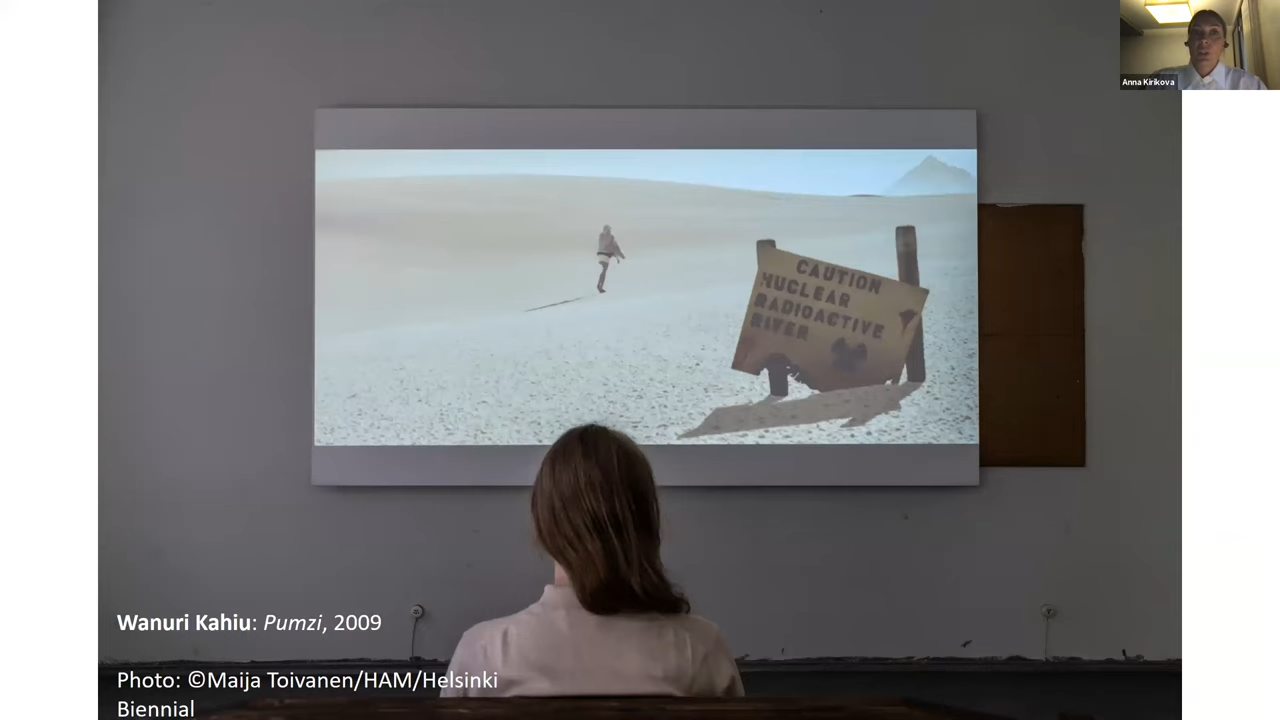 Anna Kirikova
CAUTION
NUCLEAR
RADIOACTIVE
RIVER
Wanuri Kahiu: Pumzi, 2009
Photo: ©Maija Toivanen/HAM/Helsinki
Biennial